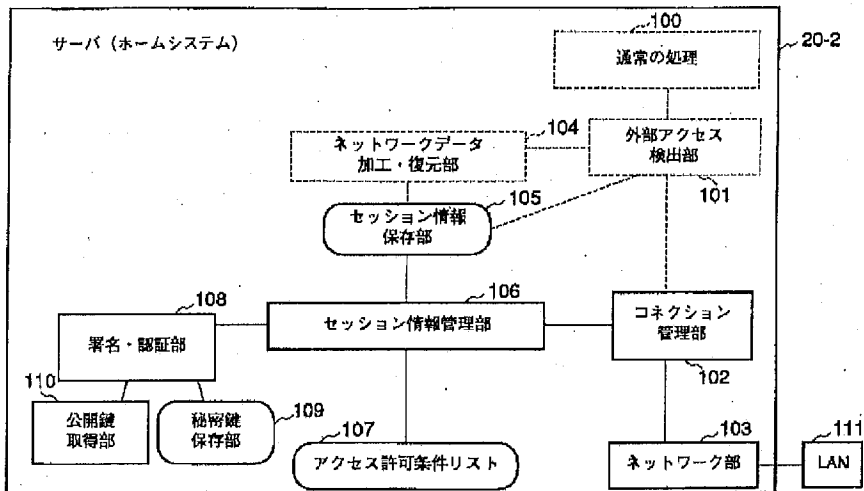 サーバ（ホームシステム）
100
通常の処理
20-2
104
ネットワークデータ
加工・復元部
外部アクセス
検出部
101
105
セッション情報
保存部
108
署名・認証部
106
セッション情報管理部
コネクション
管理部
102
110
公開鍵
取得部
秘密鍵
保存部
109
107
アクセス許可条件リスト
103
ネットワーク部
111
LAN